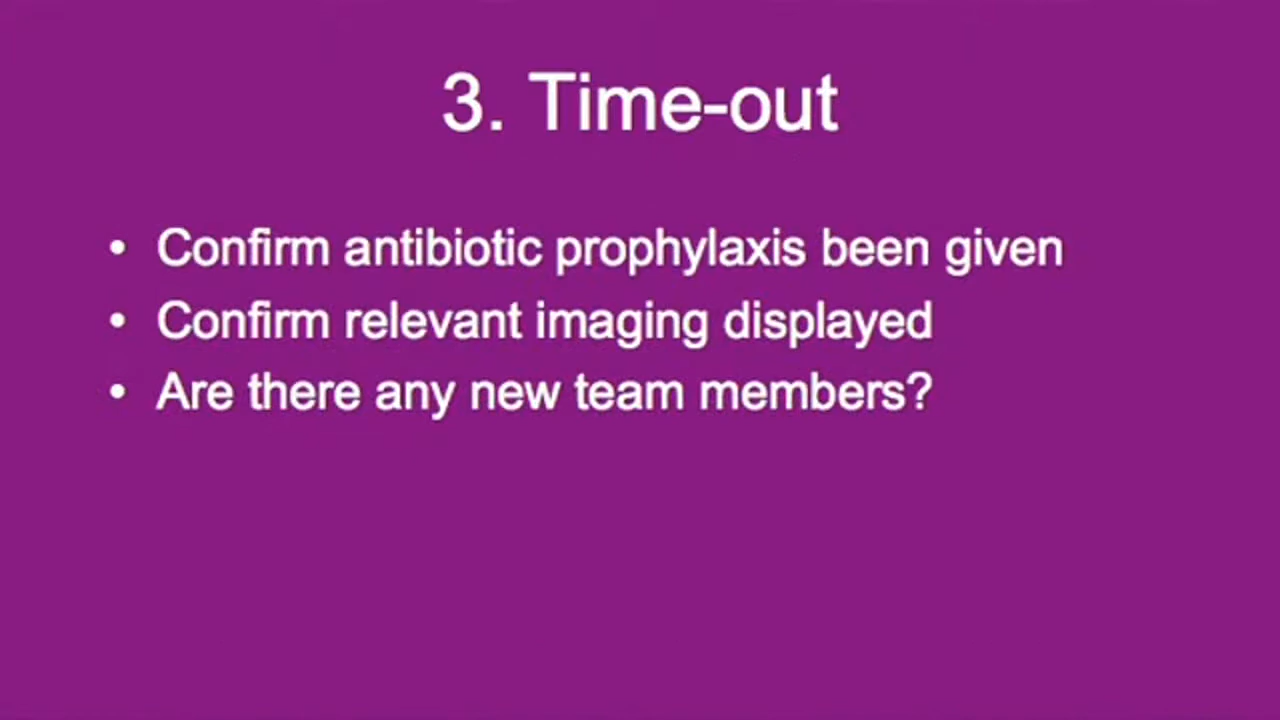 3. Time-out
• Confirm antibiotic prophylaxis been given
• Confirm relevant imaging displayed
• Are there any new team members?